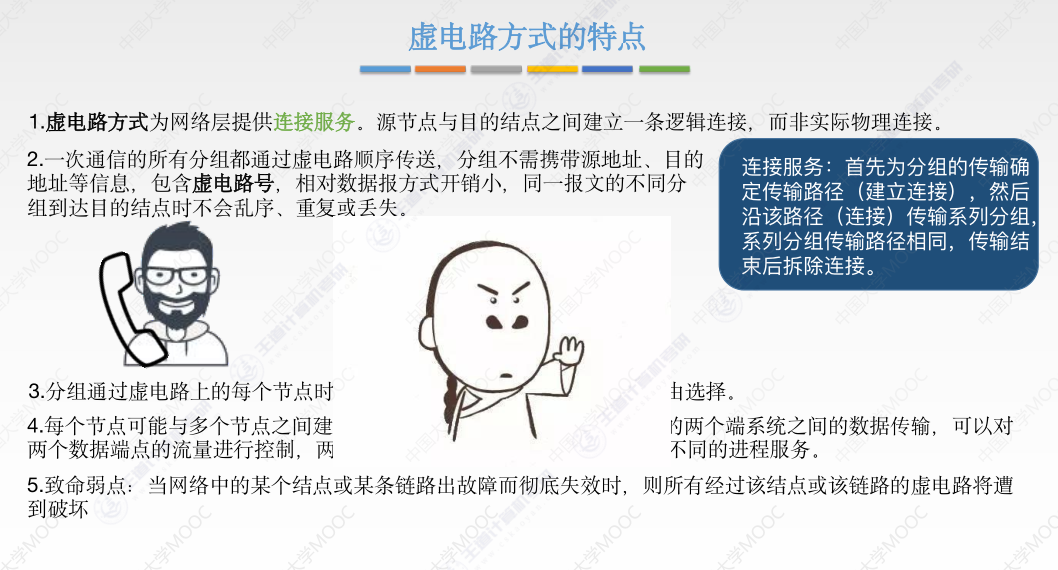 虚电路方式的特点
1.虚电路方式为网络层提供连接服务。源节点与目的结点之间建立一条逻辑连接，而非实际物理连接。
2.一次通信的所有分组都通过虚电路顺序传送，分组不需携带源地址、目的
地址等信息，包含虚电路号，相对数据报方式开销小，同一报文的不同分
组到达目的结点时不会乱序、重复或丢失。
连接服务：首先为分组的传输确
定传输路径（建立连接），然后
沿该路径（连接）传输系列分组，
系列分组传输路径相同，传输结
束后拆除连接。
3.分组通过虚电路上的每个节点时 由选择。
4.每个节点可能与多个节点之间建 的两个端系统之间的数据传输，可以对
两个数据端点的流量进行控制，两 不同的进程服务。
5.致命弱点：当网络中的某个结点或某条链路出故障而彻底失效时，则所有经过该结点或该链路的虚电路将遭
到破坏